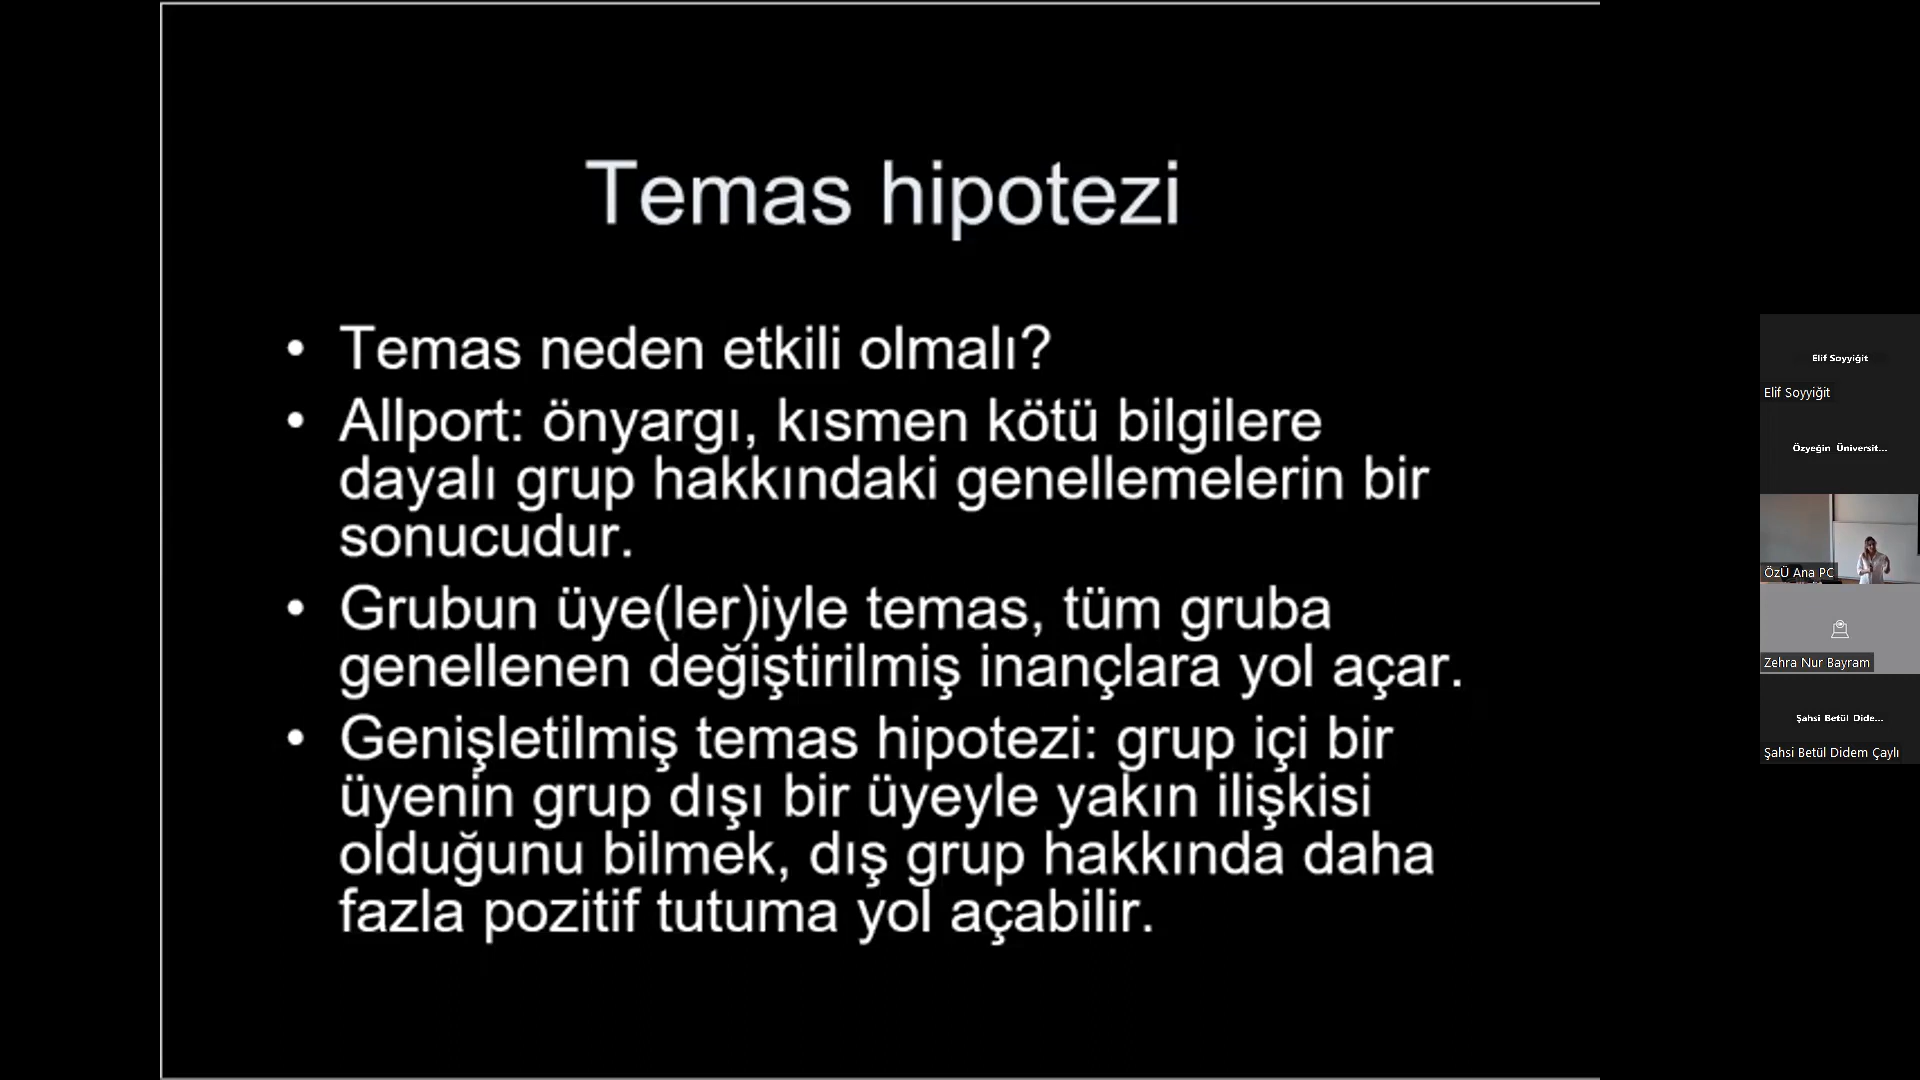 Temas hipotezi
• Temas neden etkili olmalı?
• Allport: önyargı, kısmen kötü bilgilere
dayalı grup hakkındaki genellemelerin bir
sonucudur.
• Grubun üye(ler)iyle temas, tüm gruba
genellenen değiştirilmiş inançlara yol açar.
• Genişletilmiş temas hipotezi: grup içi bir
üyenin grup dışı bir üyeyle yakın ilişkisi
olduğunu bilmek, dış grup hakkında daha
fazla pozitif tutuma yol açabilir.
Elif Soyyiğit
Elif Soyyiğit
Özyeğin Üniversit...
ÖzÜ Ana PC
Zehra Nur Bayram
Şahsi Betül Dide...
Şahsi Betül Didem Çaylı